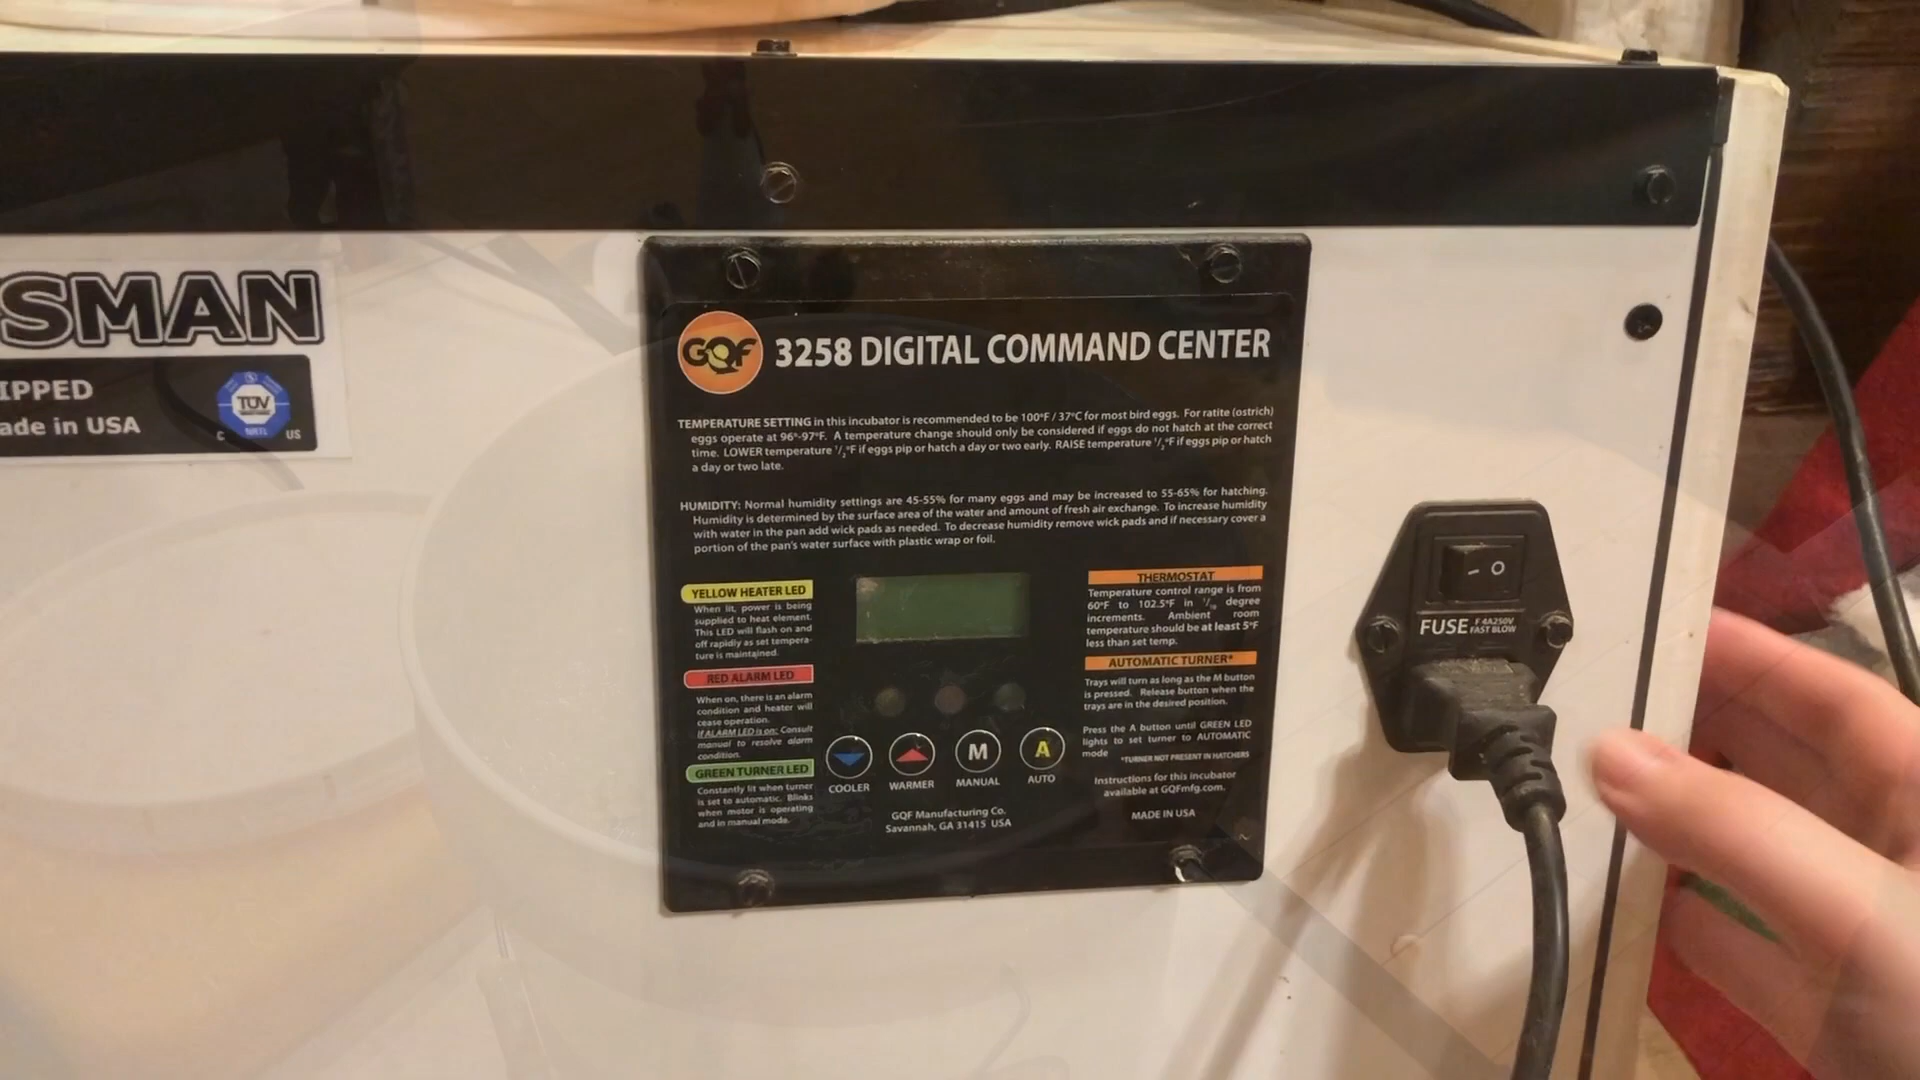 SMAN
IPPED
ade in USA
TÜV
NRTL
C US
GQF
3258 DIGITAL COMMAND CENTER
TEMPERATURE SETTING in this incubator is recommended to be 100°F / 37°C for most bird eggs. For ratite (ostrich)
eggs operate at 96°-97°F. A temperature change should only be considered if eggs do not hatch at the correct
time. LOWER temperature 1/2°F if eggs pip or hatch a day or two early. RAISE temperature 1/2°F if eggs pip or hatch
a day or two late.
HUMIDITY: Normal humidity settings are 45-55% for many eggs and may be increased to 55-65% for hatching.
Humidity is determined by the surface area of the water and amount of fresh air exchange. To increase humidity
with water in the pan add wick pads as needed. To decrease humidity remove wick pads and if necessary cover a
portion of the pan's water surface with plastic wrap or foil.
YELLOW HEATER LED
When lit, power is being
supplied to heat element.
This LED will flash on and
off rapidly as set tempera-
ture is maintained.
RED ALARM LED
When on, there is an alarm
condition and heater will
cease operation.
If ALARM LED is on: Consult
manual to resolve alarm
condition.
GREEN TURNER LED
Constantly lit when turner
is set to automatic. Blinks
when motor is operating
and in manual mode.
COOLER
WARMER
M
MANUAL
A
AUTO
GQF Manufacturing Co.
Savannah, GA 31415 USA
THERMOSTAT
Temperature control range is from
60°F to 102.5°F in 1/10 degree
increments. Ambient room
temperature should be at least 5°F
less than set temp.
AUTOMATIC TURNER*
Trays will turn as long as the M button
is pressed. Release button when the
trays are in the desired position.
Press the A button until GREEN LED
lights to set turner to AUTOMATIC
mode
*TURNER NOT PRESENT IN HATCHERS
Instructions for this incubator
available at GQFmfg.com.
MADE IN USA
- O
FUSE F 4A250V
FAST BLOW